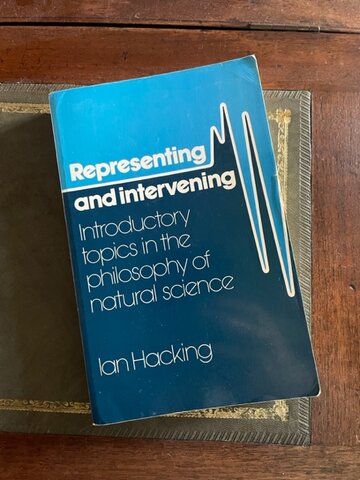 Representing
and intervening
Introductory
topics in the
philosophy of
natural science
Ian Hacking